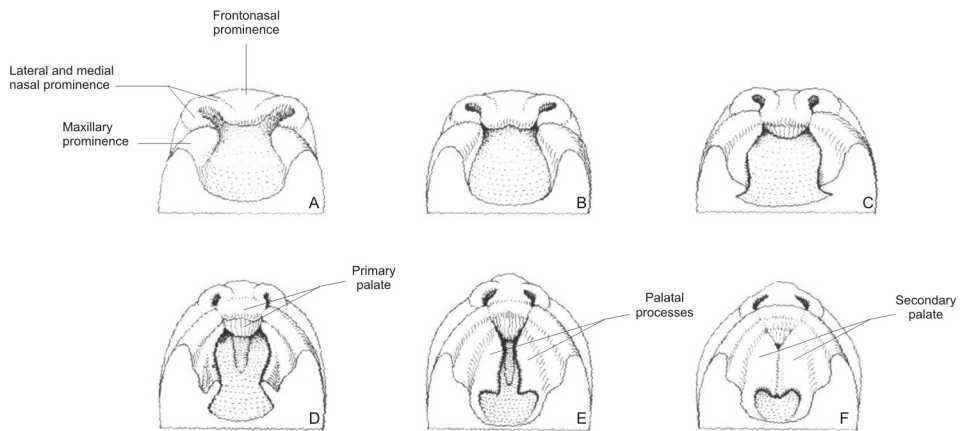 Frontonasal
prominence
Lateral and medial
nasal prominence
Maxillary
prominence
A
B
C
Primary
palate
Palatal
processes
Secondary
palate
D
E
F